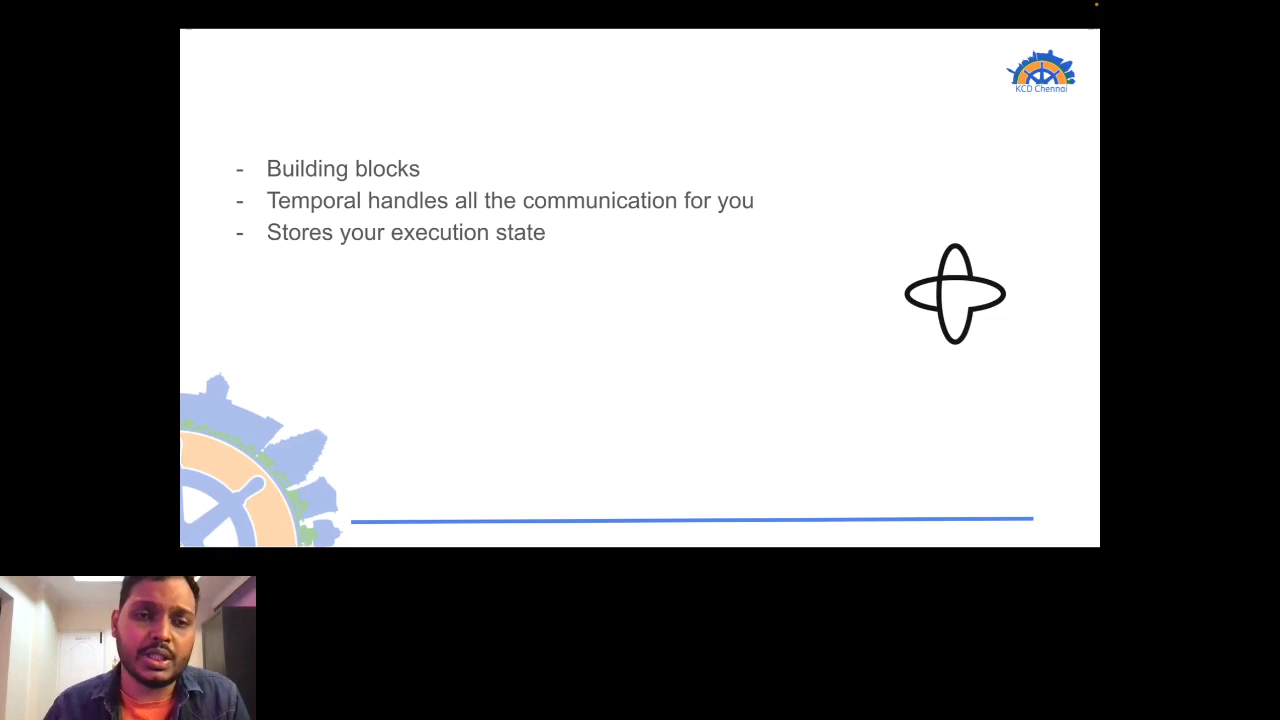 KCD Chennai
- Building blocks
- Temporal handles all the communication for you
- Stores your execution state